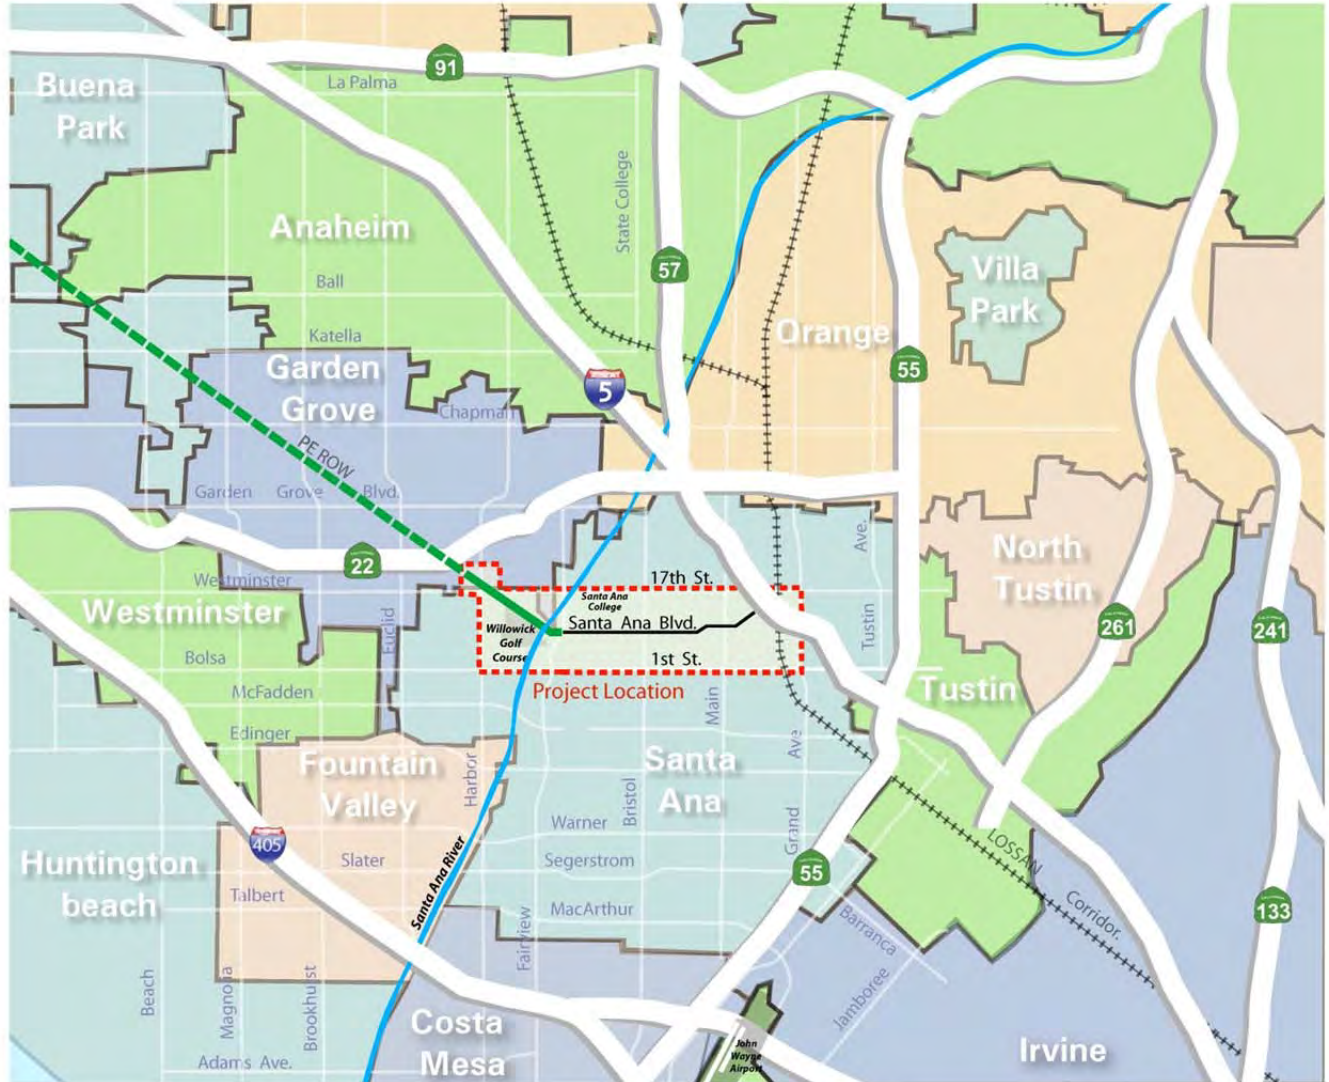 91
La Palma
Buena
Park
State College
Anaheim
57
Villa
Park
Ball
Orange
Katella
Garden
Grove
5
55
Chapman
PE ROW
Garden Grove Blvd.
Ave.
North
Tustin
22
Westminster
17th St.
Santa Ana
College
Westminster
Euclid
Willowick
Golf
Course
Santa Ana Blvd.
Tustin
261
241
Bolsa
1st St.
McFadden
Project Location
Main
Tustin
Edinger
Fountain
Valley
Harbor
Santa
Ana
Ave
Bristol
Warner
Grand
LOSSAN
Corridor.
405
Huntington
beach
Slater
Santa Ana River
Segerstrom
55
Talbert
MacArthur
133
Barranca
Fairview
Beach
Magnolia
Brookhurst
Jamboree
Costa
Mesa
John
Wayne
Airport
Irvine
Adams Ave.